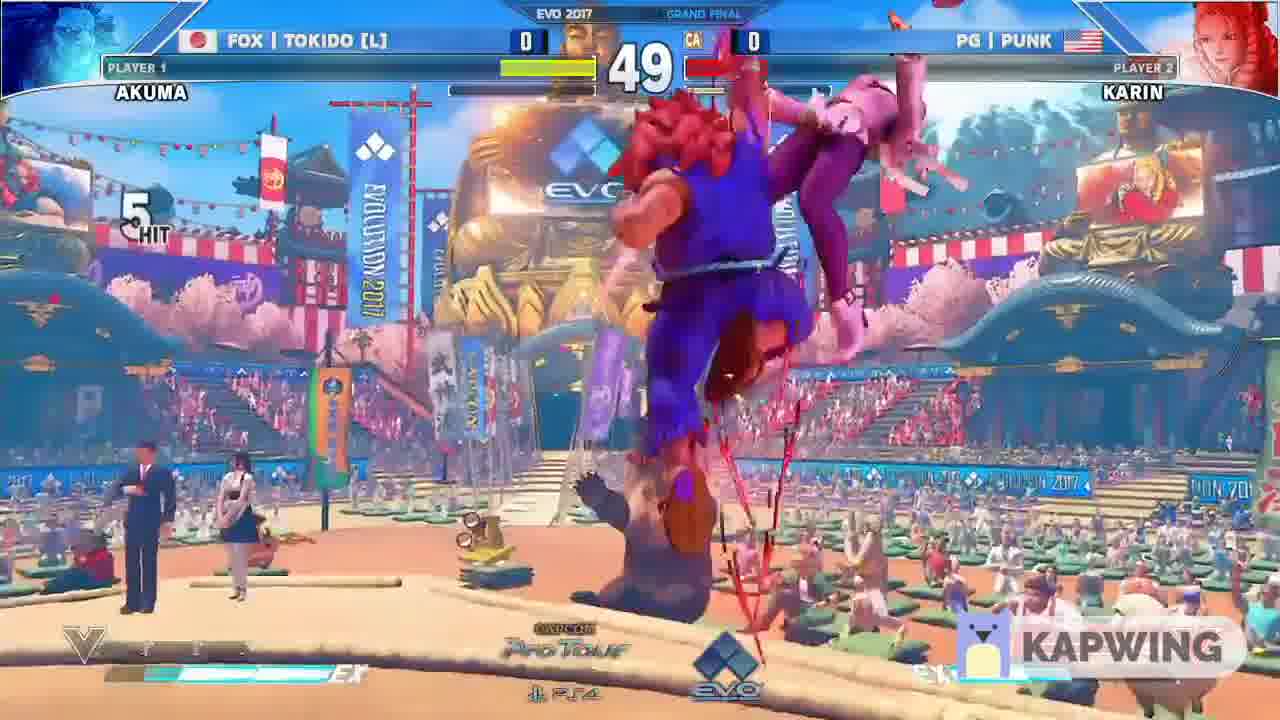 EVO 2017 GRAND FINAL
FOX | TOKIDO [L] 0 49 CA 0 PG | PUNK
PLAYER 1 PLAYER 2
AKUMA KARIN
EVO
EVOLUTION 2017
5
HIT
2017
CAPCOM
PRO TOUR
PS4
EVO
V
EX
KAPWING